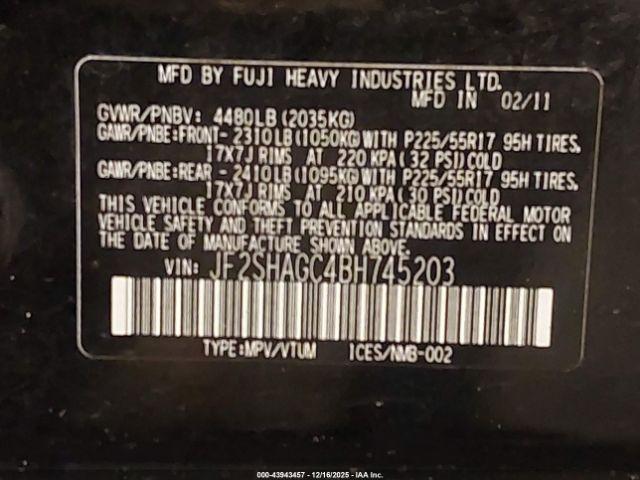 MFD BY FUJI HEAVY INDUSTRIES LTD.
MFD IN 02/11
GVWR/PNBV: 4480LB(2035KG)
GAWR/PNBE:FRONT- 2310LB(1050KG)WITH P225/55R17 95H TIRES,
17X7J RIMS AT 220 KPA(32 PSI)COLD
GAWR/PNBE:REAR - 2410LB(1095KG)WITH P225/55R17 95H TIRES,
17X7J RIMS AT 210 KPA(30 PSI)COLD
THIS VEHICLE CONFORMS TO ALL APPLICABLE FEDERAL MOTOR
VEHICLE SAFETY AND THEFT PREVENTION STANDARDS IN EFFECT ON
THE DATE OF MANUFACTURE SHOWN ABOVE.
VIN: JF2SHAGC4BH745203
TYPE:MPV/VTUM ICES/NMB-002
000-43943457 - 12/16/2025 - IAA Inc.